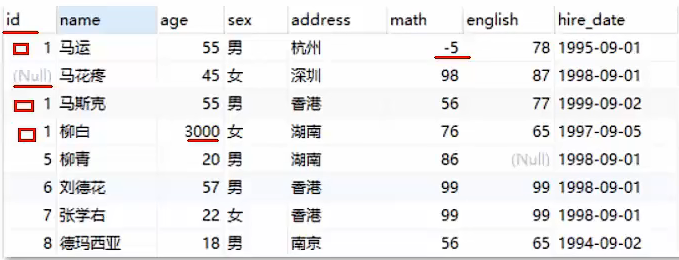 id name age sex address math english hire_date
1 马运 55 男 杭州 -5 78 1995-09-01
(Null) 马花疼 45 女 深圳 98 87 1998-09-01
1 马斯克 55 男 香港 56 77 1999-09-02
1 柳白 3000 女 湖南 76 65 1997-09-05
5 柳青 20 男 湖南 86 (Null) 1998-09-01
6 刘德花 57 男 香港 99 99 1998-09-01
7 张学右 22 女 香港 99 99 1998-09-01
8 德玛西亚 18 男 南京 56 65 1994-09-02